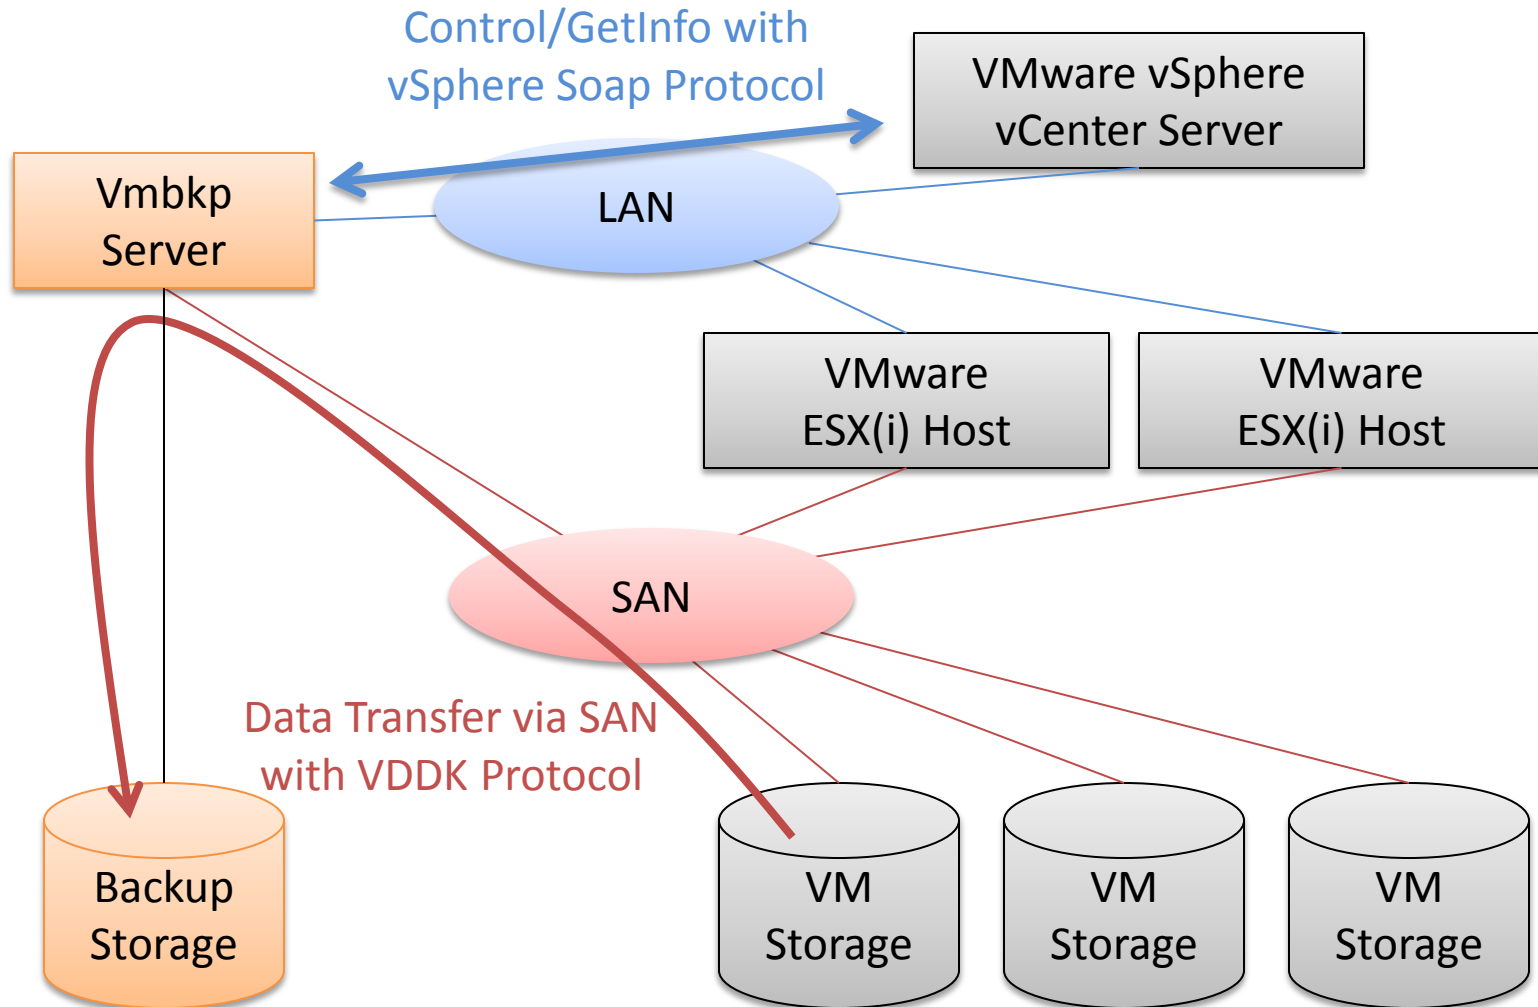 Control/GetInfo with
vSphere Soap Protocol
VMware vSphere
vCenter Server
Vmbkp
Server
LAN
VMware
ESX(i) Host
VMware
ESX(i) Host
SAN
Data Transfer via SAN
with VDDK Protocol
Backup
Storage
VM
Storage
VM
Storage
VM
Storage